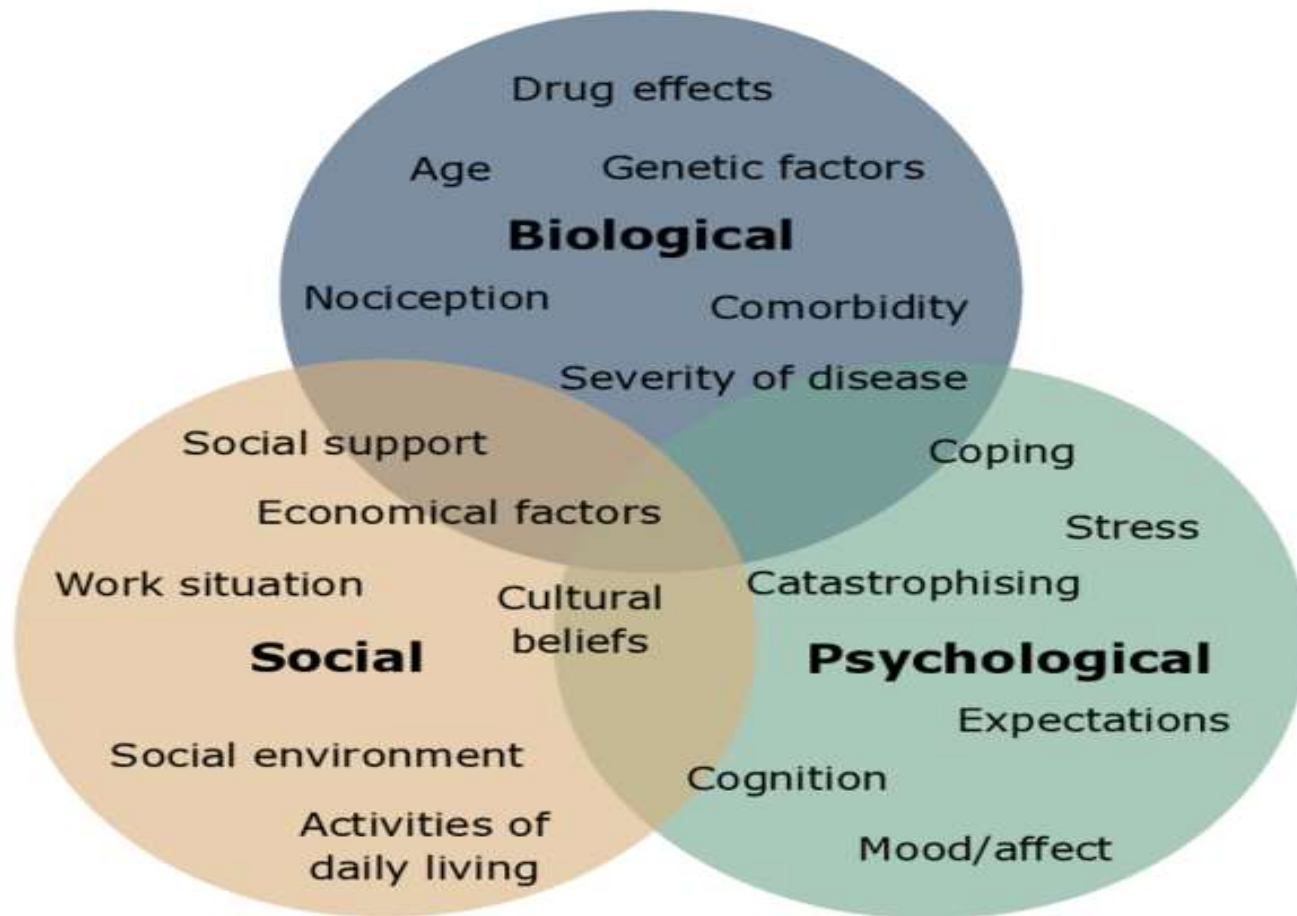 Drug effects
Age
Genetic factors
Biological
Nociception
Comorbidity
Severity of disease
Social support
Economical factors
Work situation
Cultural
beliefs
Social
Social environment
Activities of
daily living
Coping
Stress
Catastrophising
Psychological
Expectations
Cognition
Mood/affect